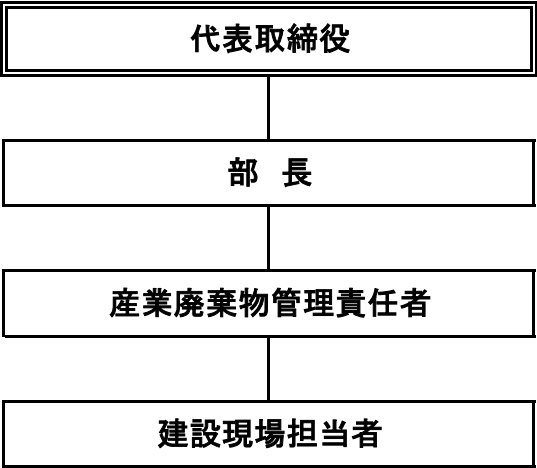 代表取締役
部　長
産業廃棄物管理責任者
建設現場担当者